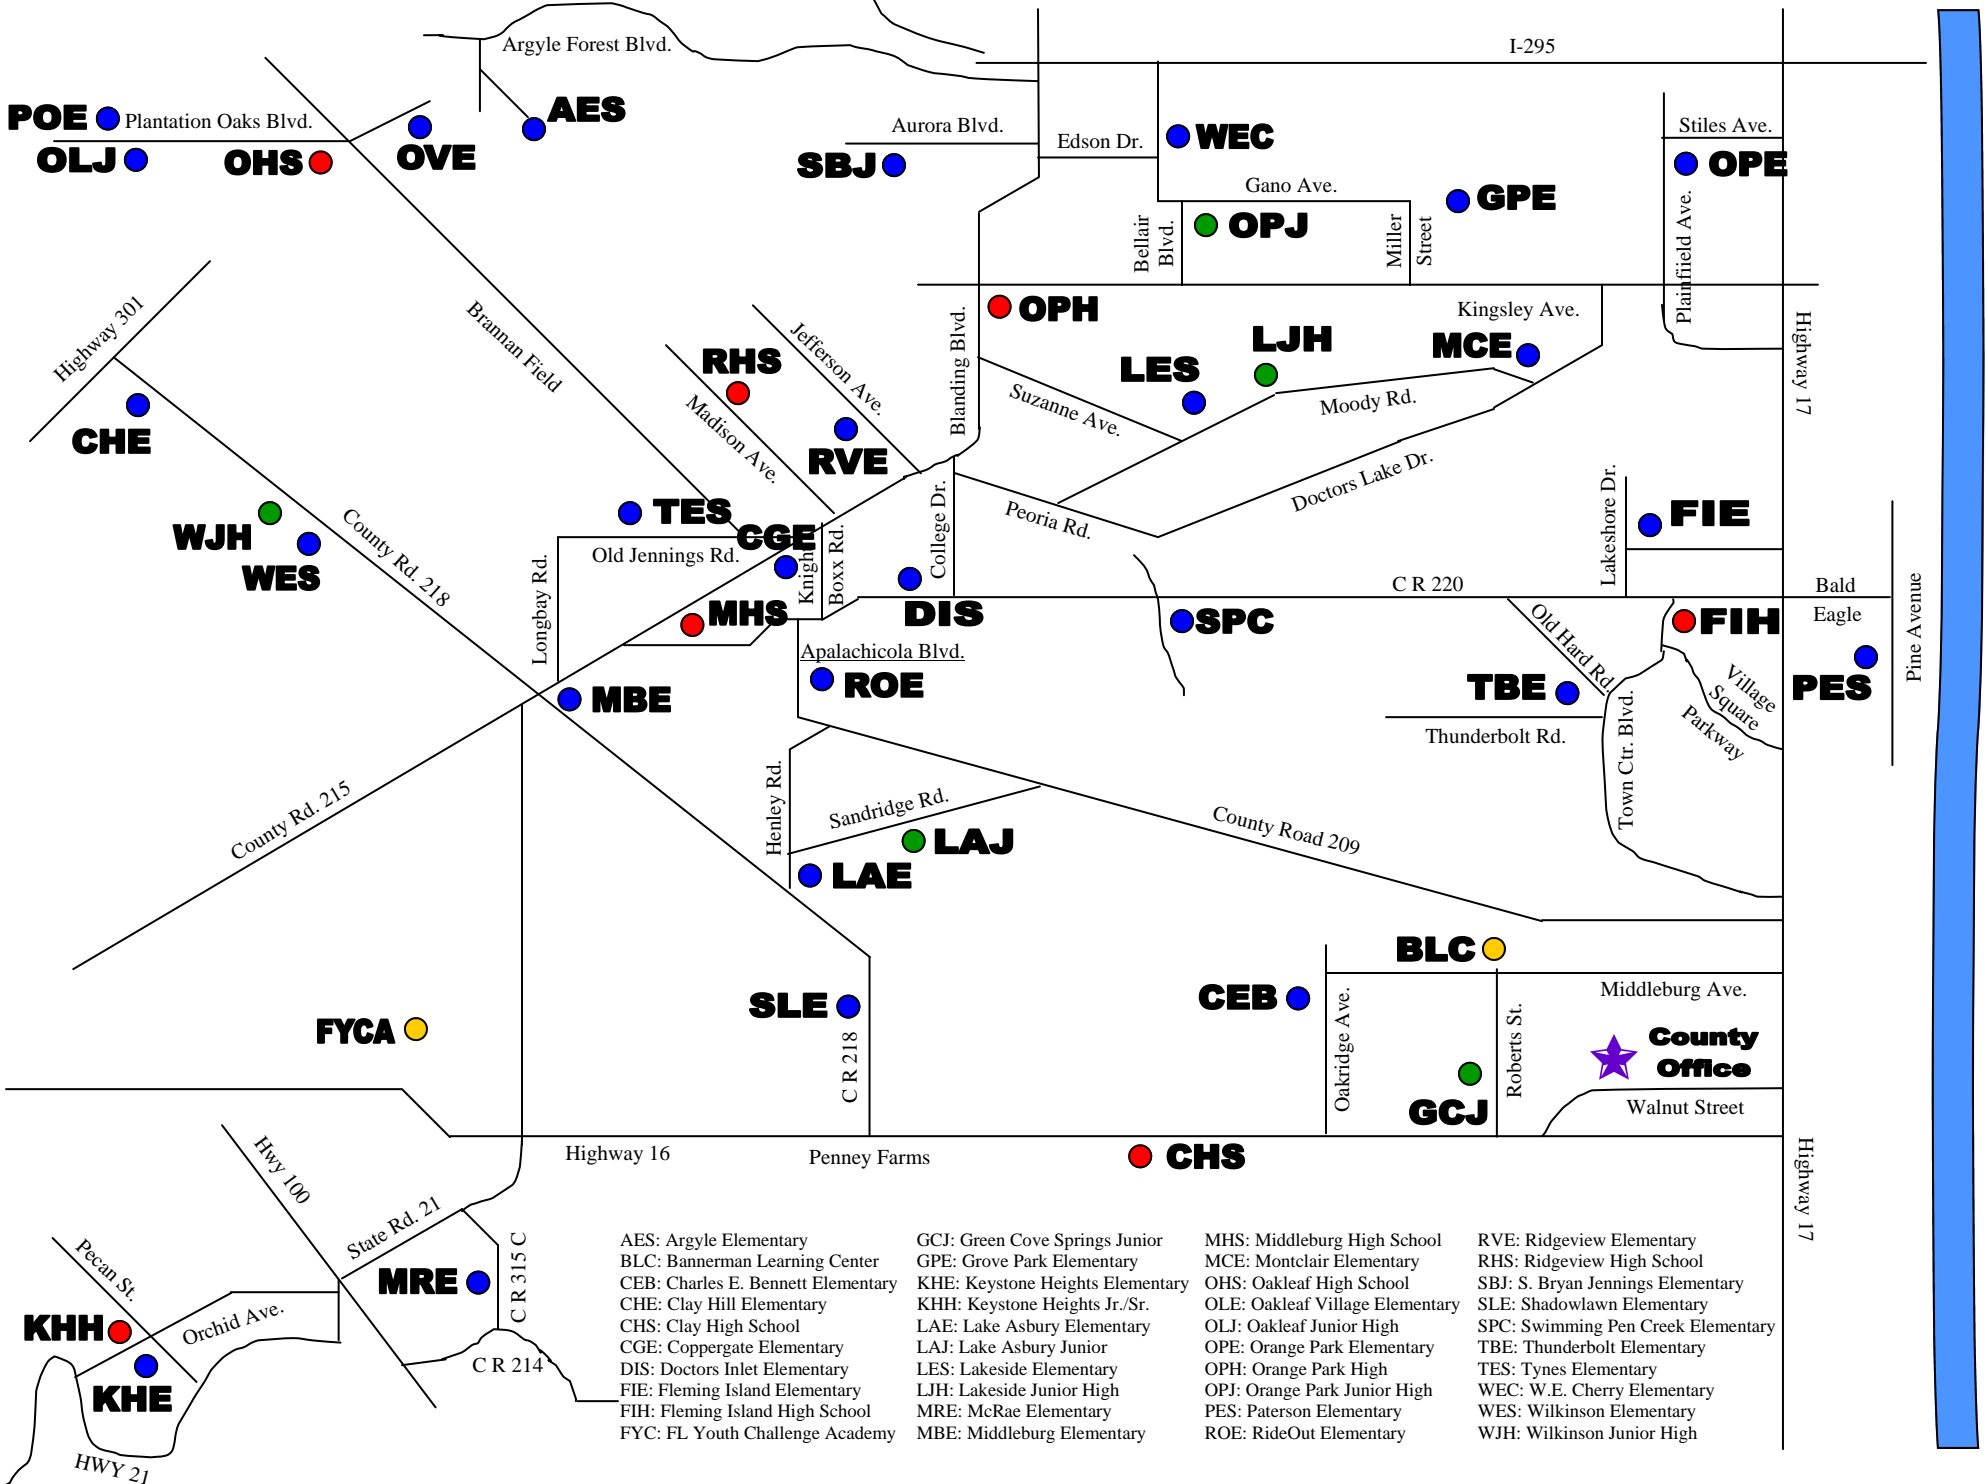 Argyle Forest Blvd.
I-295
POE
Plantation Oaks Blvd.
AES
OLJ
OHS
OVE
Aurora Blvd.
SBJ
Edson Dr.
WEC
Stiles Ave.
OPE
Gano Ave.
GPE
OPJ
Bellair
Blvd.
Miller
Street
Plainfiield Ave.
Highway 301
Brannan Field
Jefferson Ave.
Blanding Blvd.
OPH
Kingsley Ave.
Highway 17
RHS
Madison Ave.
RVE
LJH
LES
MCE
Suzanne Ave.
Moody Rd.
CHE
WJH
WES
County Rd. 218
TES
CGE
Old Jennings Rd.
Longbay Rd.
Knight
Boxx Rd.
College Dr.
Peoria Rd.
Doctors Lake Dr.
Lakeshore Dr.
FIE
MHS
DIS
C R 220
Bald
Eagle
Pine Avenue
SPC
Old Hard Rd.
FIH
Apalachicola Blvd.
ROE
MBE
TBE
Village
Square
Parkway
PES
Thunderbolt Rd.
Town Ctr. Blvd.
County Rd. 215
Henley Rd.
Sandridge Rd.
LAJ
LAE
County Road 209
BLC
CEB
Middleburg Ave.
SLE
FYCA
C R 218
Oakridge Ave.
Roberts St.
County
Office
GCJ
Walnut Street
Highway 16
Penney Farms
CHS
Highway 17
Hwy 100
State Rd. 21
Pecan St.
MRE
C R 315 C
KHH
Orchid Ave.
KHE
C R 214
HWY 21
AES: Argyle Elementary
BLC: Bannerman Learning Center
CEB: Charles E. Bennett Elementary
CHE: Clay Hill Elementary
CHS: Clay High School
CGE: Coppergate Elementary
DIS: Doctors Inlet Elementary
FIE: Fleming Island Elementary
FIH: Fleming Island High School
FYC: FL Youth Challenge Academy
GCJ: Green Cove Springs Junior
GPE: Grove Park Elementary
KHE: Keystone Heights Elementary
KHH: Keystone Heights Jr./Sr.
LAE: Lake Asbury Elementary
LAJ: Lake Asbury Junior
LES: Lakeside Elementary
LJH: Lakeside Junior High
MRE: McRae Elementary
MBE: Middleburg Elementary
MHS: Middleburg High School
MCE: Montclair Elementary
OHS: Oakleaf High School
OLE: Oakleaf Village Elementary
OLJ: Oakleaf Junior High
OPE: Orange Park Elementary
OPH: Orange Park High
OPJ: Orange Park Junior High
PES: Paterson Elementary
ROE: RideOut Elementary
RVE: Ridgeview Elementary
RHS: Ridgeview High School
SBJ: S. Bryan Jennings Elementary
SLE: Shadowlawn Elementary
SPC: Swimming Pen Creek Elementary
TBE: Thunderbolt Elementary
TES: Tynes Elementary
WEC: W.E. Cherry Elementary
WES: Wilkinson Elementary
WJH: Wilkinson Junior High